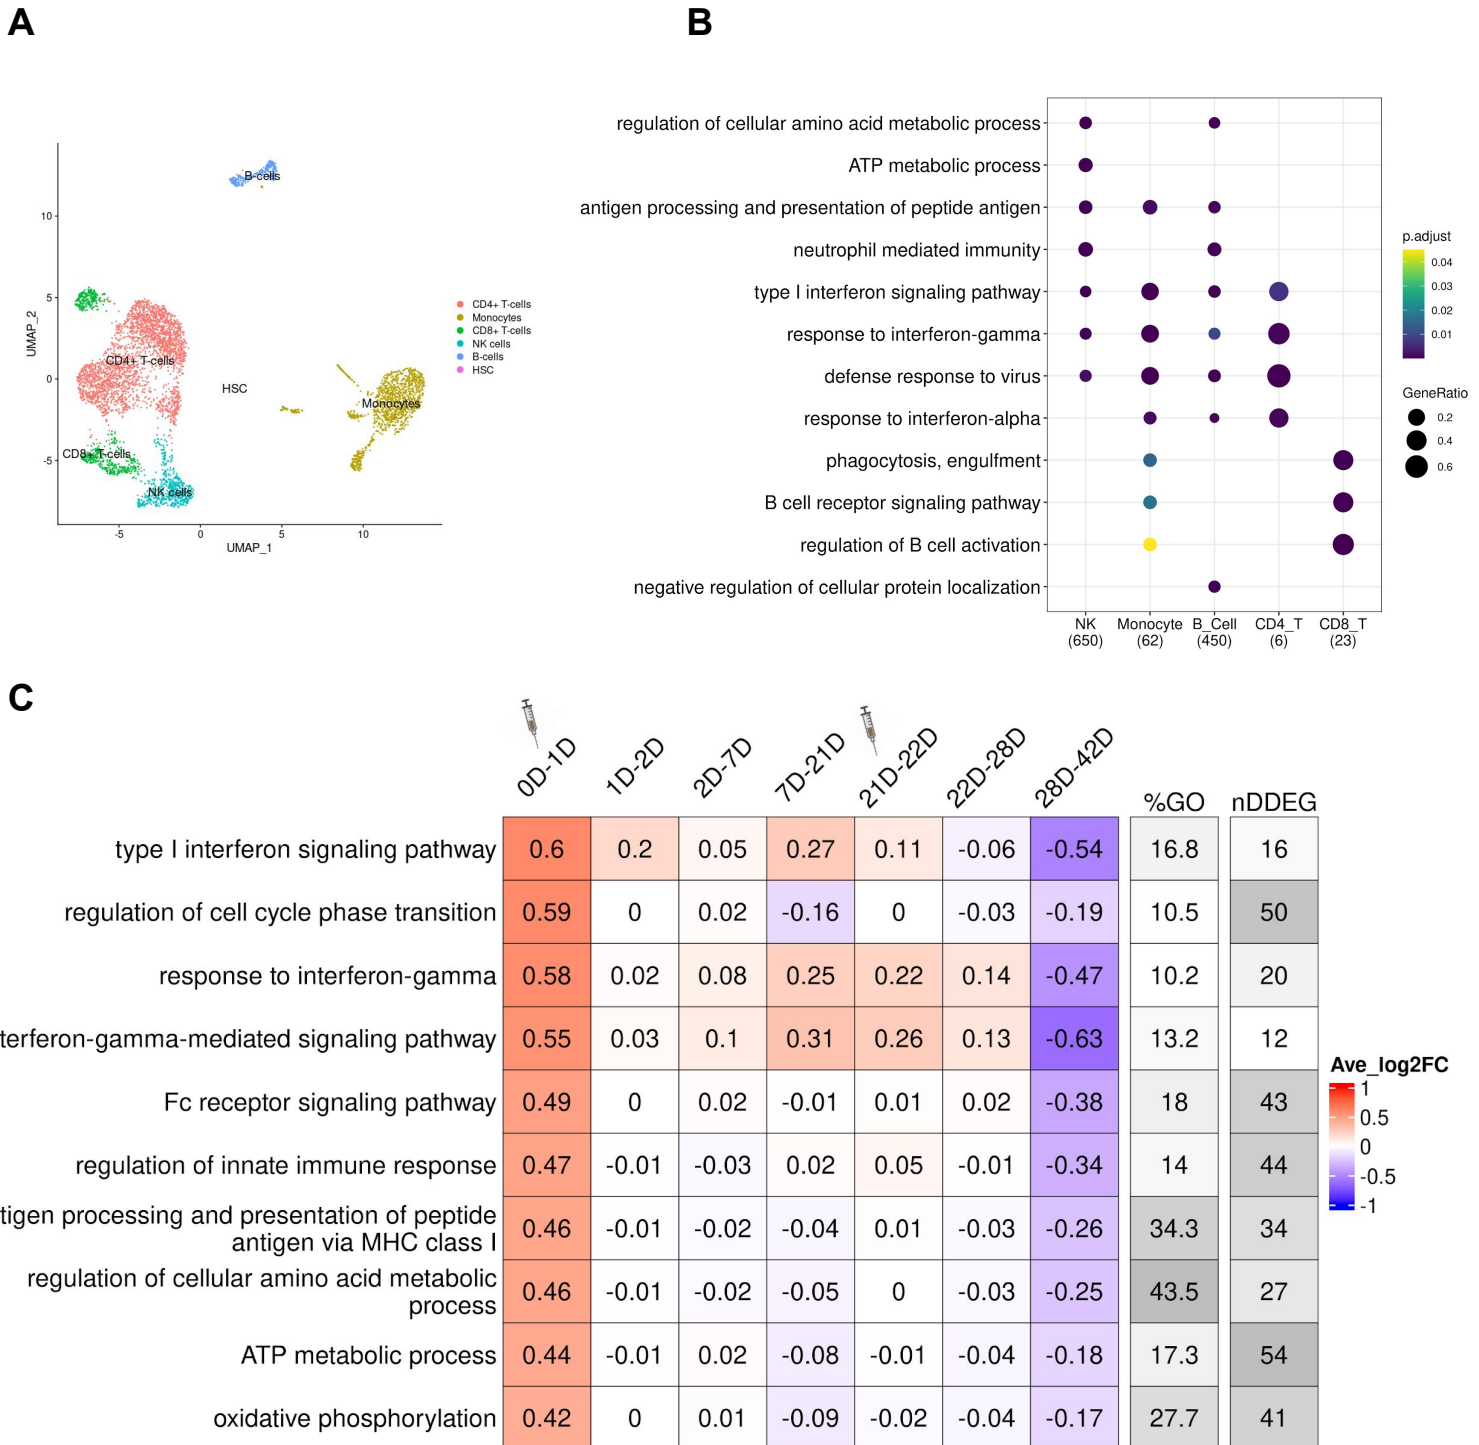 A
B
B-cells
CD4+ T-cells
HSC
Monocytes
CD8+ T-cells
NK cells
10
5
0
-5
UMAP_2
-5
0
5
10
UMAP_1
CD4+ T-cells
Monocytes
CD8+ T-cells
NK cells
B-cells
HSC
regulation of cellular amino acid metabolic process
ATP metabolic process
antigen processing and presentation of peptide antigen
neutrophil mediated immunity
type I interferon signaling pathway
response to interferon-gamma
defense response to virus
response to interferon-alpha
phagocytosis, engulfment
B cell receptor signaling pathway
regulation of B cell activation
negative regulation of cellular protein localization
NK Monocyte B_Cell CD4_T CD8_T
(650) (62) (450) (6) (23)
p.adjust
0.04
0.03
0.02
0.01
GeneRatio
0.2
0.4
0.6
C
0D-1D 1D-2D 2D-7D 7D-21D 21D-22D 22D-28D 28D-42D %GO nDDEG
type I interferon signaling pathway 0.6 0.2 0.05 0.27 0.11 -0.06 -0.54 16.8 16
regulation of cell cycle phase transition 0.59 0 0.02 -0.16 0 -0.03 -0.19 10.5 50
response to interferon-gamma 0.58 0.02 0.08 0.25 0.22 0.14 -0.47 10.2 20
terferon-gamma-mediated signaling pathway 0.55 0.03 0.1 0.31 0.26 0.13 -0.63 13.2 12
Fc receptor signaling pathway 0.49 0 0.02 -0.01 0.01 0.02 -0.38 18 43
regulation of innate immune response 0.47 -0.01 -0.03 0.02 0.05 -0.01 -0.34 14 44
tigen processing and presentation of peptide
antigen via MHC class I 0.46 -0.01 -0.02 -0.04 0.01 -0.03 -0.26 34.3 34
regulation of cellular amino acid metabolic
process 0.46 -0.01 -0.02 -0.05 0 -0.03 -0.25 43.5 27
ATP metabolic process 0.44 -0.01 0.02 -0.08 -0.01 -0.04 -0.18 17.3 54
oxidative phosphorylation 0.42 0 0.01 -0.09 -0.02 -0.04 -0.17 27.7 41
Ave_log2FC
1
0.5
0
-0.5
-1